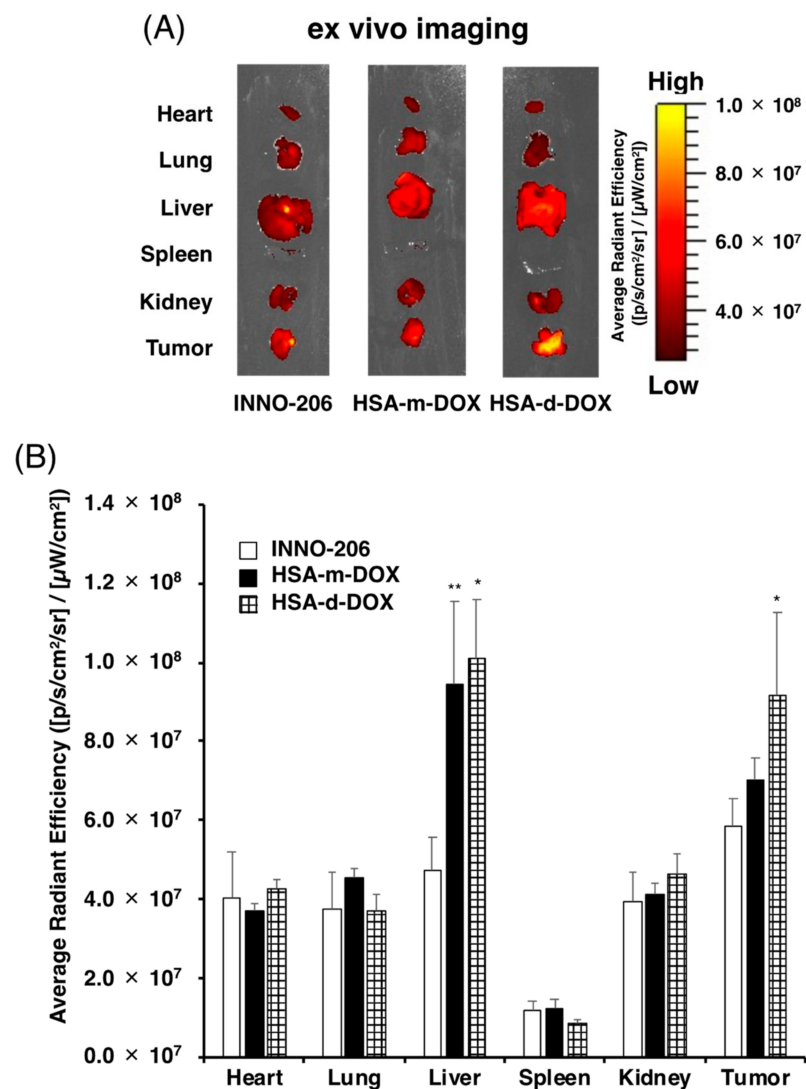 (A) ex vivo imaging
Heart
Lung
Liver
Spleen
Kidney
Tumor
INNO-206 HSA-m-DOX HSA-d-DOX
High
1.0 × 10⁸
8.0 × 10⁷
6.0 × 10⁷
4.0 × 10⁷
Low
Average Radiant Efficiency
([p/s/cm²/sr] / [µW/cm²])
(B)
Average Radiant Efficiency ([p/s/cm²/sr] / [µW/cm²])
1.4 × 10⁸
1.2 × 10⁸
1.0 × 10⁸
8.0 × 10⁷
6.0 × 10⁷
4.0 × 10⁷
2.0 × 10⁷
0.0 × 10⁷
INNO-206
HSA-m-DOX
HSA-d-DOX
** *
*
Heart Lung Liver Spleen Kidney Tumor